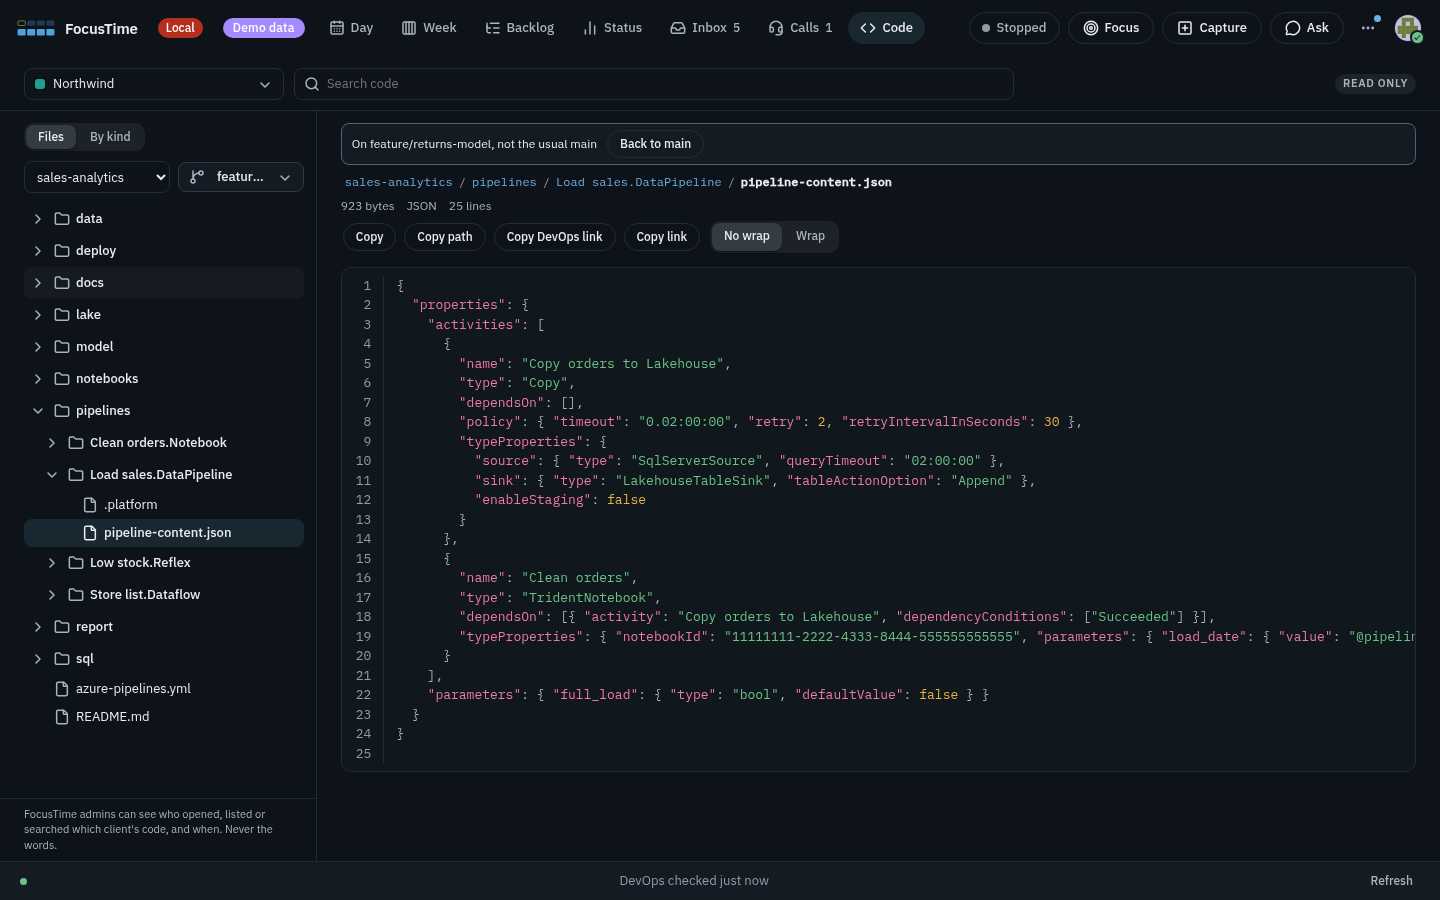 FocusTime
Local
Demo data
Day
Week
Backlog
Status
Inbox 5
Calls 1
Code
Stopped
Focus
Capture
Ask
Northwind
Search code
READ ONLY
Files
By kind
sales-analytics
featur...
data
deploy
docs
lake
model
notebooks
pipelines
Clean orders.Notebook
Load sales.DataPipeline
.platform
pipeline-content.json
Low stock.Reflex
Store list.Dataflow
report
sql
azure-pipelines.yml
README.md
FocusTime admins can see who opened, listed or
searched which client's code, and when. Never the
words.
On feature/returns-model, not the usual main
Back to main
sales-analytics / pipelines / Load sales.DataPipeline / pipeline-content.json
923 bytes JSON 25 lines
Copy
Copy path
Copy DevOps link
Copy link
No wrap
Wrap
1 {
2 "properties": {
3 "activities": [
4 {
5 "name": "Copy orders to Lakehouse",
6 "type": "Copy",
7 "dependsOn": [],
8 "policy": { "timeout": "0.02:00:00", "retry": 2, "retryIntervalInSeconds": 30 },
9 "typeProperties": {
10 "source": { "type": "SqlServerSource", "queryTimeout": "02:00:00" },
11 "sink": { "type": "LakehouseTableSink", "tableActionOption": "Append" },
12 "enableStaging": false
13 }
14 },
15 {
16 "name": "Clean orders",
17 "type": "TridentNotebook",
18 "dependsOn": [{ "activity": "Copy orders to Lakehouse", "dependencyConditions": ["Succeeded"] }],
19 "typeProperties": { "notebookId": "11111111-2222-4333-8444-555555555555", "parameters": { "load_date": { "value": "@pipelin
20 }
21 ],
22 "parameters": { "full_load": { "type": "bool", "defaultValue": false } }
23 }
24 }
25
DevOps checked just now
Refresh